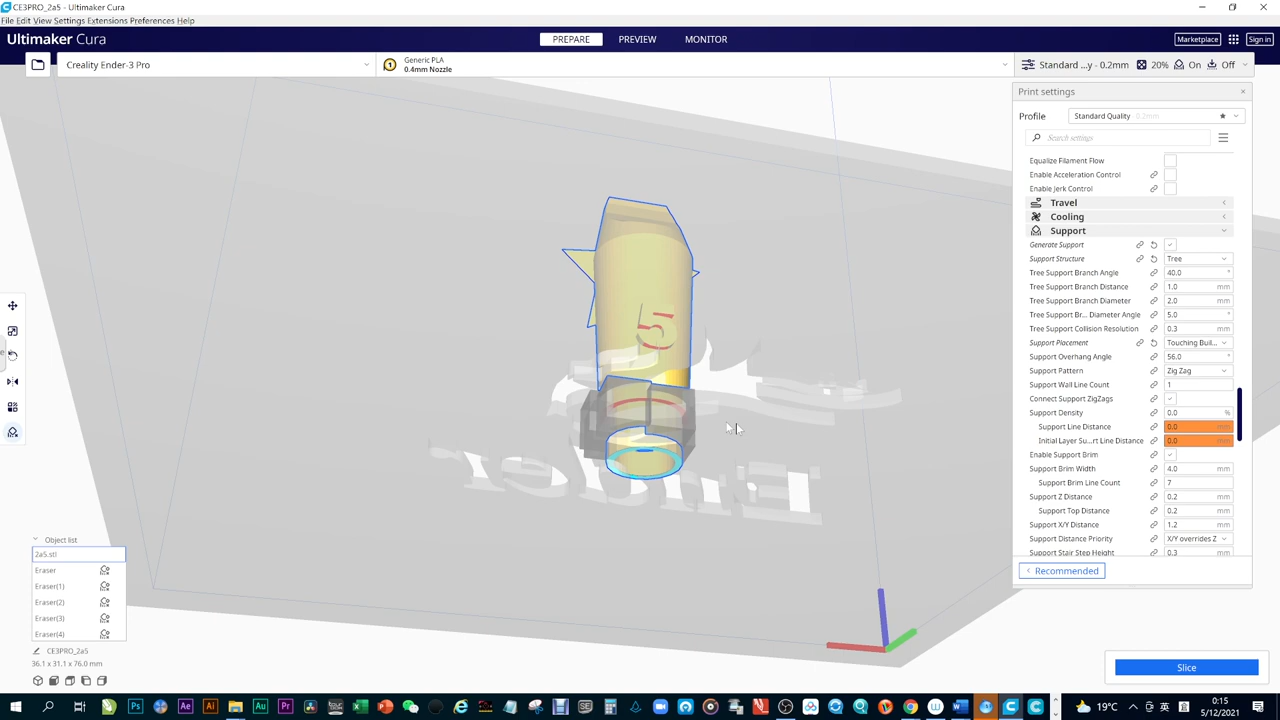 CE3PRO_2a5 - Ultimaker Cura
File Edit View Settings Extensions Preferences Help
Ultimaker Cura
PREPARE
PREVIEW
MONITOR
Marketplace
Sign in
Creality Ender-3 Pro
1
Generic PLA
0.4mm Nozzle
Standard ...y - 0.2mm
20%
On
Off
Print settings
Profile
Standard Quality 0.2mm
Search settings
Equalize Filament Flow
Enable Acceleration Control
Enable Jerk Control
Travel
Cooling
Support
Generate Support
Support Structure Tree
Tree Support Branch Angle 40.0 °
Tree Support Branch Distance 1.0 mm
Tree Support Branch Diameter 2.0 mm
Tree Support Br... Diameter Angle 5.0 °
Tree Support Collision Resolution 0.3 mm
Support Placement Touching Buil...
Support Overhang Angle 56.0 °
Support Pattern Zig Zag
Support Wall Line Count 1
Connect Support ZigZags
Support Density 0.0 %
Support Line Distance 0.0 mm
Initial Layer Su...rt Line Distance 0.0 mm
Enable Support Brim
Support Brim Width 4.0 mm
Support Brim Line Count 7
Support Z Distance 0.2 mm
Support Top Distance 0.2 mm
Support X/Y Distance 1.2 mm
Support Distance Priority X/Y overrides Z
Support Stair Step Height 0.3 mm
Recommended
5
Object list
2a5.stl
Eraser
Eraser(1)
Eraser(2)
Eraser(3)
Eraser(4)
CE3PRO_2a5
36.1 x 31.1 x 76.0 mm
Slice
19°C
英
0:15
5/12/2021